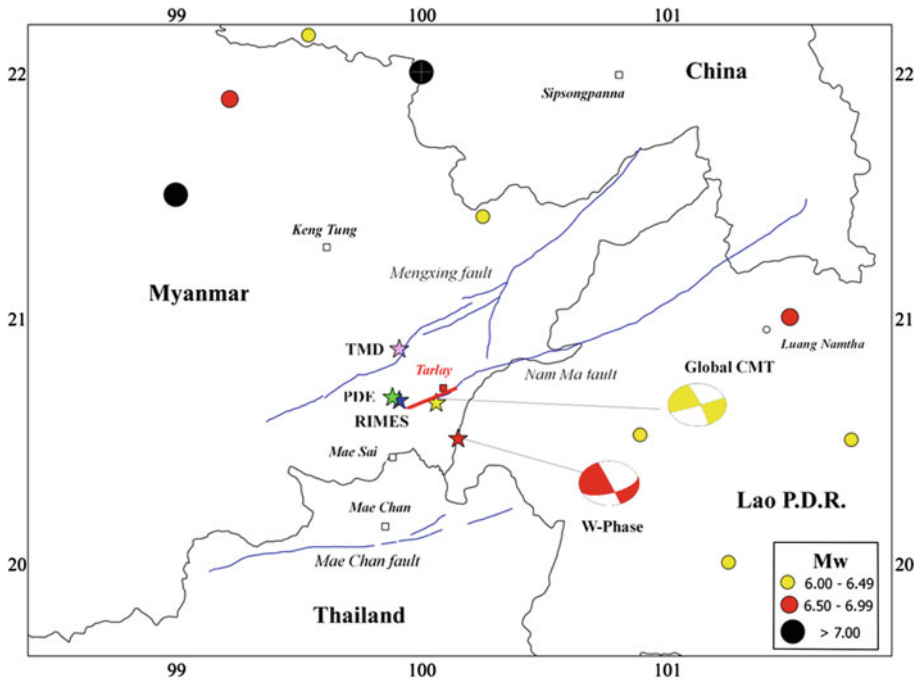 99 100 101
22 22
China
Sipsongpanna
Keng Tung
Mengxing fault
Myanmar
21 21
TMD
Luang Namtha
Tarlay
Nam Ma fault
Global CMT
PDE
RIMES
Mae Sai
Mae Chan
W-Phase
Lao P.D.R.
20 20
Mae Chan fault
Thailand
Mw
6.00 - 6.49
6.50 - 6.99
> 7.00
99 100 101